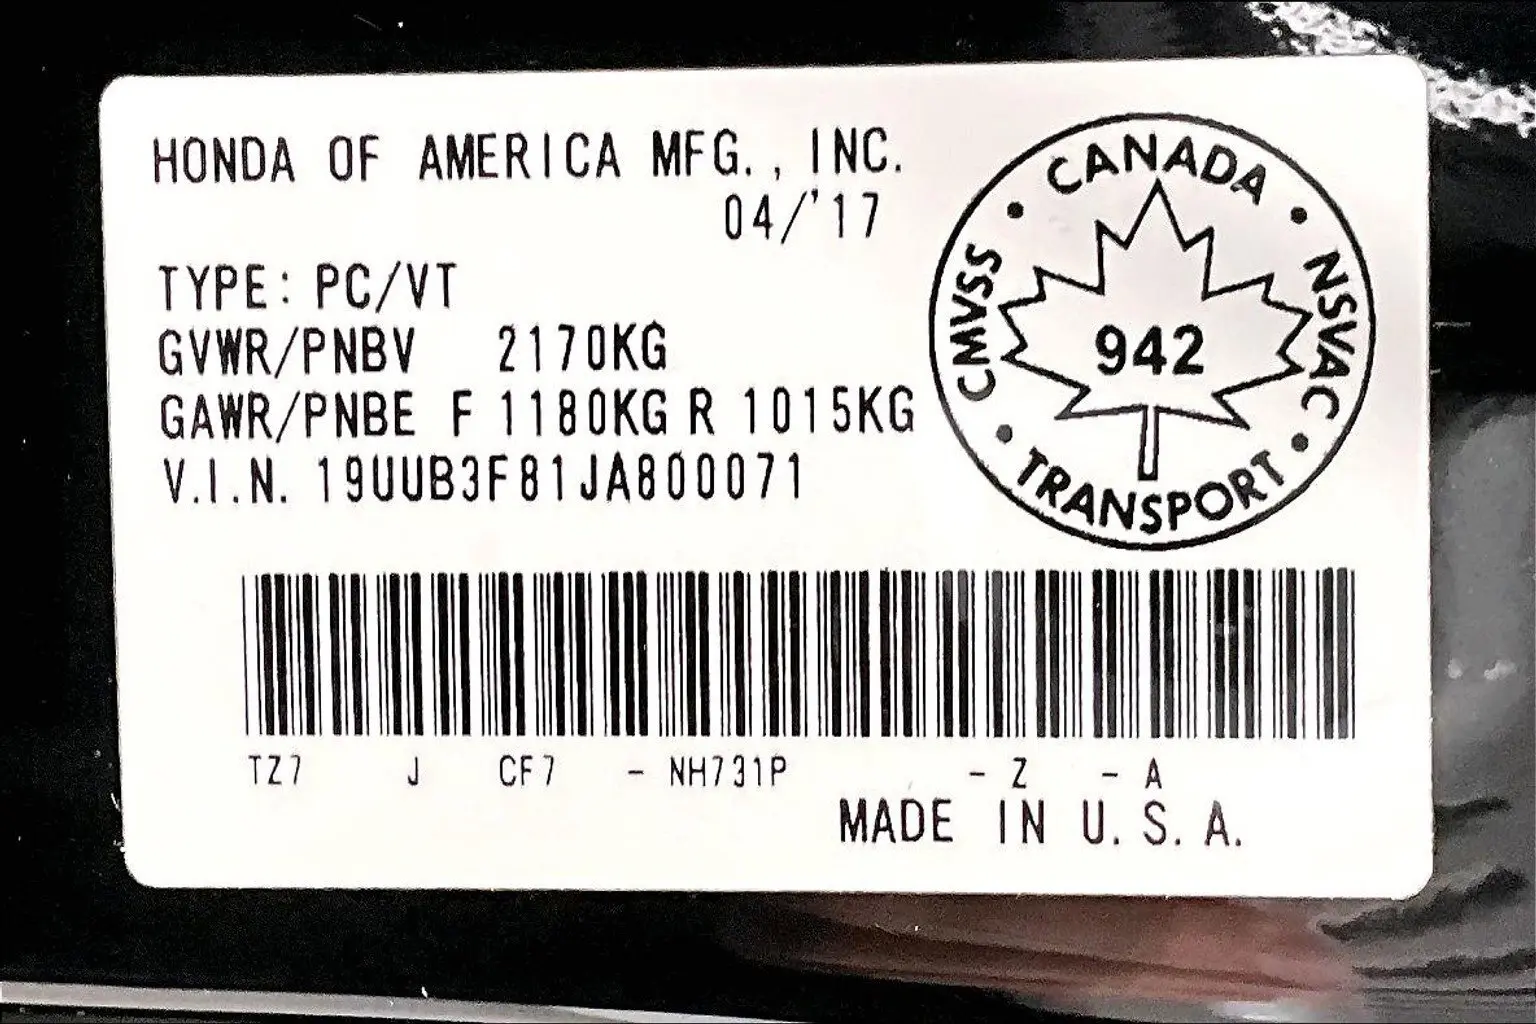 HONDA OF AMERICA MFG., INC.
04/'17
TYPE: PC/VT
GVWR/PNBV 2170KG
GAWR/PNBE F 1180KG R 1015KG
V.I.N. 19UUB3F81JA800071
CANADA
NSVAC
TRANSPORT
CMVSS
942
TZ7 J CF7 - NH731P - Z - A
MADE IN U.S.A.